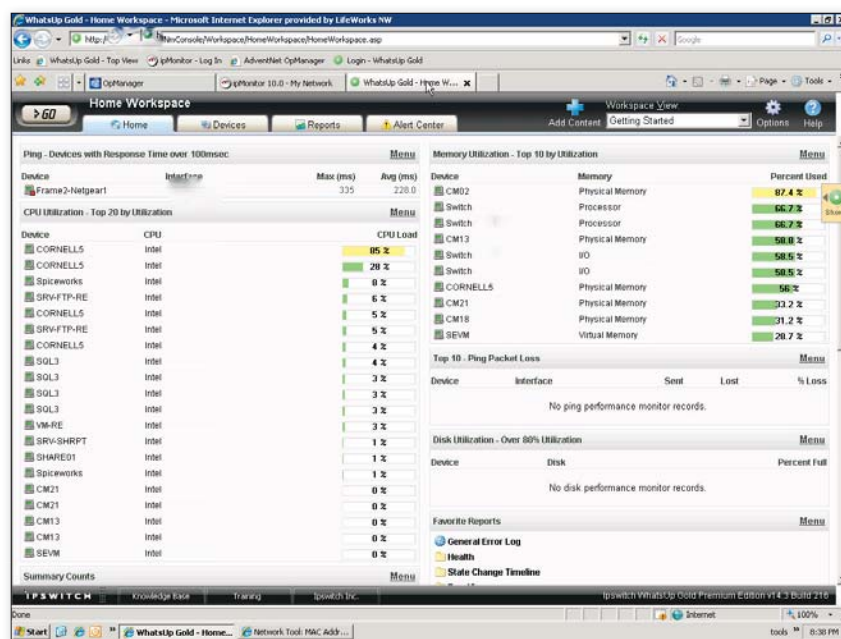 WhatsUp Gold - Home Workspace - Microsoft Internet Explorer provided by LifeWorks NW
NmConsole/Workspace/HomeWorkspace/HomeWorkspace.asp
Google
Links WhatsUp Gold - Top View ipMonitor - Log In AdventNet OpManager Login - WhatsUp Gold
OpManager ipMonitor 10.0 - My Network WhatsUp Gold - Home W... Page Tools
GO Home Workspace
Home Devices Reports Alert Center
Add Content Workspace View: Getting Started Options Help
Ping - Devices with Response Time over 100msec Menu
Device Interface Max (ms) Avg (ms)
Frame2-Netgeart 335 228.0
CPU Utilization - Top 20 by Utilization Menu
Device CPU CPU Load
CORNELL5 Intel 85 %
CORNELL5 Intel 28 %
Spiceworks Intel 8 %
SRV-FTP-RE Intel 6 %
CORNELL5 Intel 5 %
SRV-FTP-RE Intel 5 %
CORNELL5 Intel 4 %
SQL3 Intel 4 %
SQL3 Intel 3 %
SQL3 Intel 3 %
SQL3 Intel 3 %
VM-RE Intel 3 %
SRV-SHRPT Intel 1 %
SHARE01 Intel 1 %
Spiceworks Intel 1 %
CM21 Intel 0 %
CM21 Intel 0 %
CM13 Intel 0 %
CM13 Intel 0 %
SEVM Intel 0 %
Summary Counts Menu
Memory Utilization - Top 10 by Utilization Menu
Device Memory Percent Used
CM02 Physical Memory 87.4 %
Switch Processor 66.7 %
Switch Processor 66.7 %
CM13 Physical Memory 58.8 %
Switch I/O 58.5 %
Switch I/O 58.5 %
CORNELL5 Physical Memory 56 %
CM21 Physical Memory 33.2 %
CM18 Physical Memory 31.2 %
SEVM Virtual Memory 28.7 %
Top 10 - Ping Packet Loss Menu
Device Interface Sent Lost % Loss
No ping performance monitor records.
Disk Utilization - Over 80% Utilization Menu
Device Disk Percent Full
No disk performance monitor records.
Favorite Reports Menu
General Error Log
Health
State Change Timeline
IPSWITCH Knowledge Base Training Ipswitch Inc. Ipswitch WhatsUp Gold Premium Edition v14.3 Build 216
Done Internet 100%
Start WhatsUp Gold - Home... Network Tool: MAC Addr... tools 8:38 PM